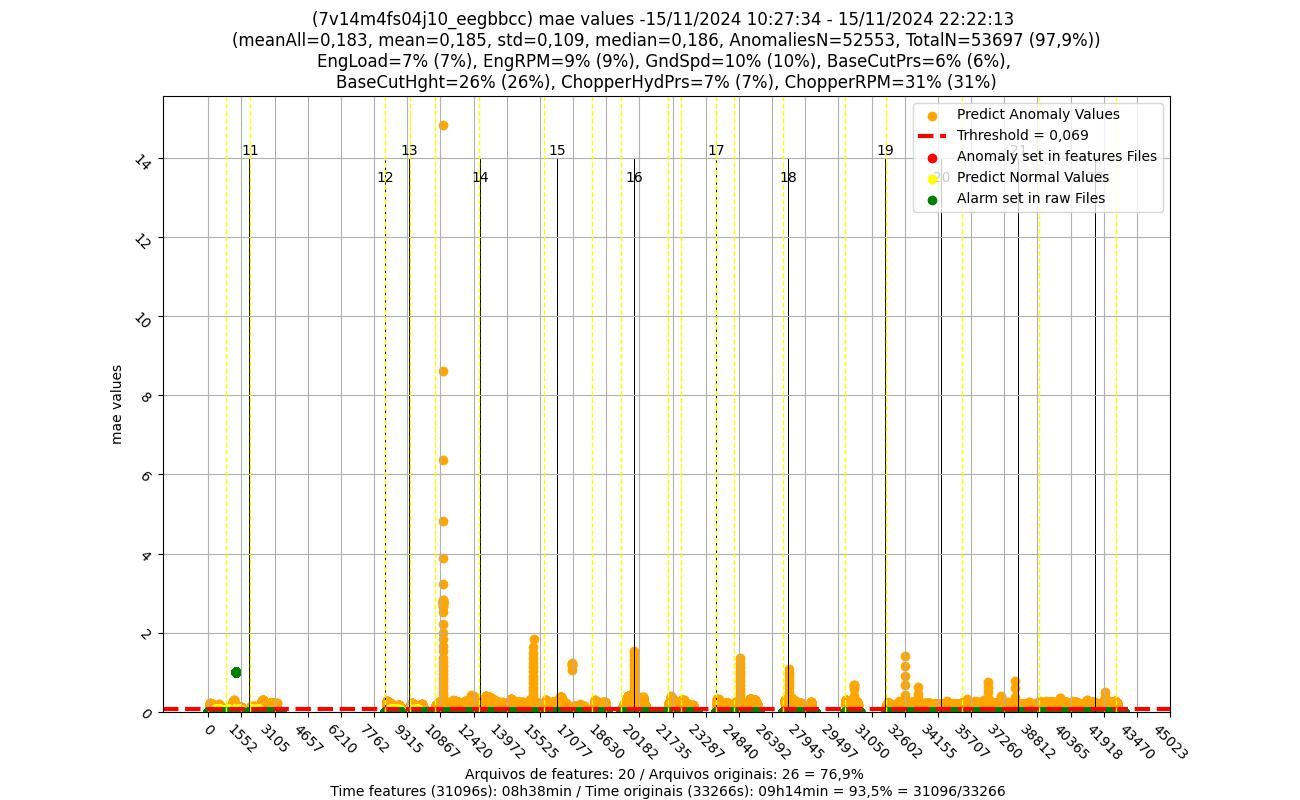 (7v14m4fs04j10_eegbbcc) mae values -15/11/2024 10:27:34 - 15/11/2024 22:22:13
(meanAll=0,183, mean=0,185, std=0,109, median=0,186, AnomaliesN=52553, TotalN=53697 (97,9%))
EngLoad=7% (7%), EngRPM=9% (9%), GndSpd=10% (10%), BaseCutPrs=6% (6%),
BaseCutHght=26% (26%), ChopperHydPrs=7% (7%), ChopperRPM=31% (31%)
Predict Anomaly Values
Trhreshold = 0,069
Anomaly set in features Files
Predict Normal Values
Alarm set in raw Files
11 13 15 17 19 21
12 14 16 18 20
14
12
10
8
6
4
2
0
mae values
0 1552 3105 4657 6210 7762 9315 10867 12420 13972 15525 17077 18630 20182 21735 23287 24840 26392 27945 29497 31050 32602 34155 35707 37260 38812 40365 41918 43470 45023
Arquivos de features: 20 / Arquivos originais: 26 = 76,9%
Time features (31096s): 08h38min / Time originais (33266s): 09h14min = 93,5% = 31096/33266